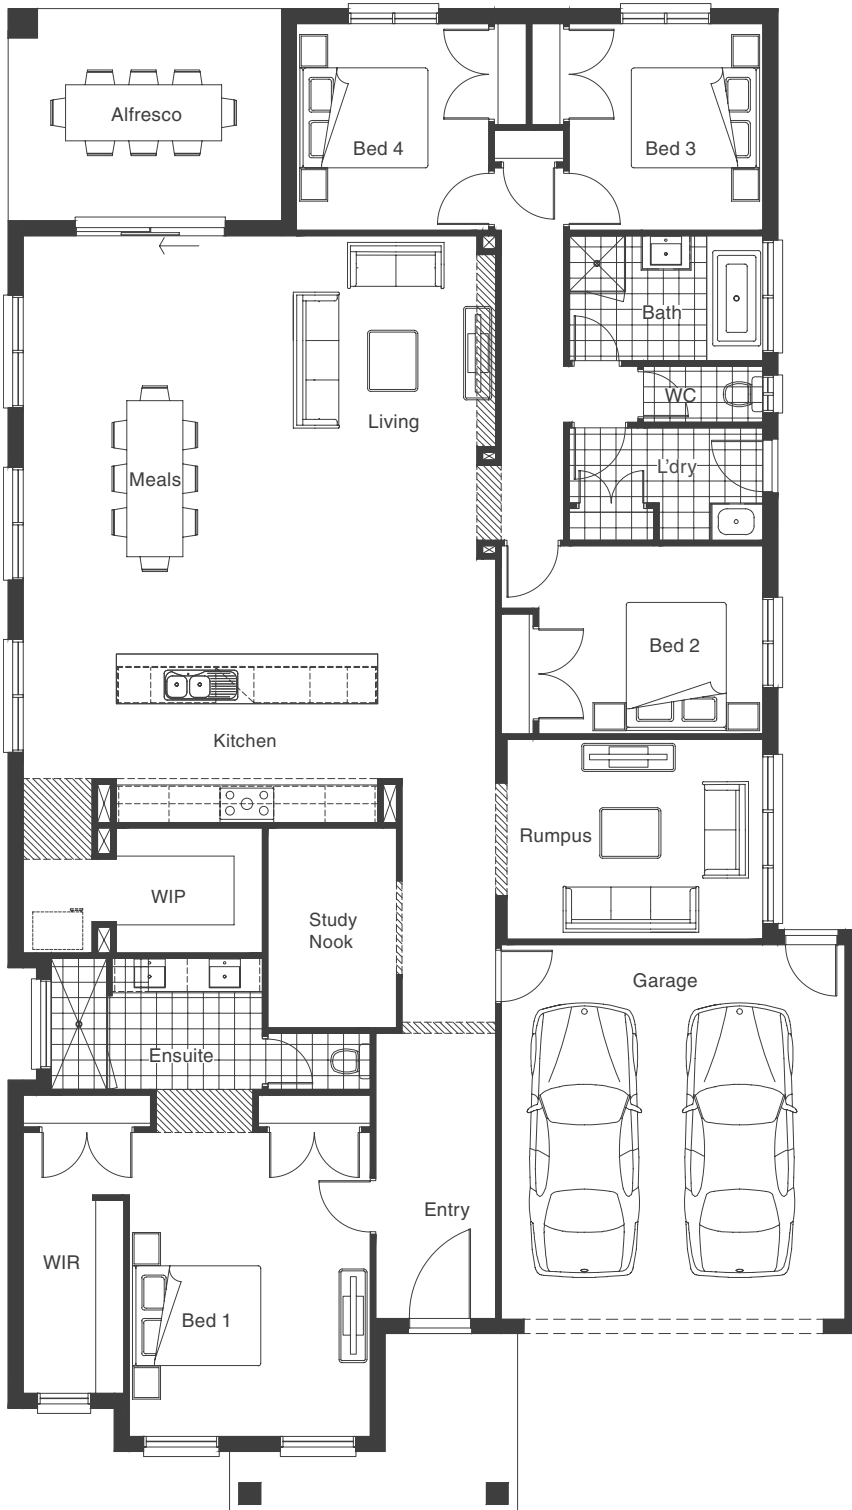 Alfresco
Bed 4
Bed 3
Bath
WC
Living
L'dry
Meals
Bed 2
Kitchen
Rumpus
WIP
Study
Nook
Garage
Ensuite
Entry
WIR
Bed 1